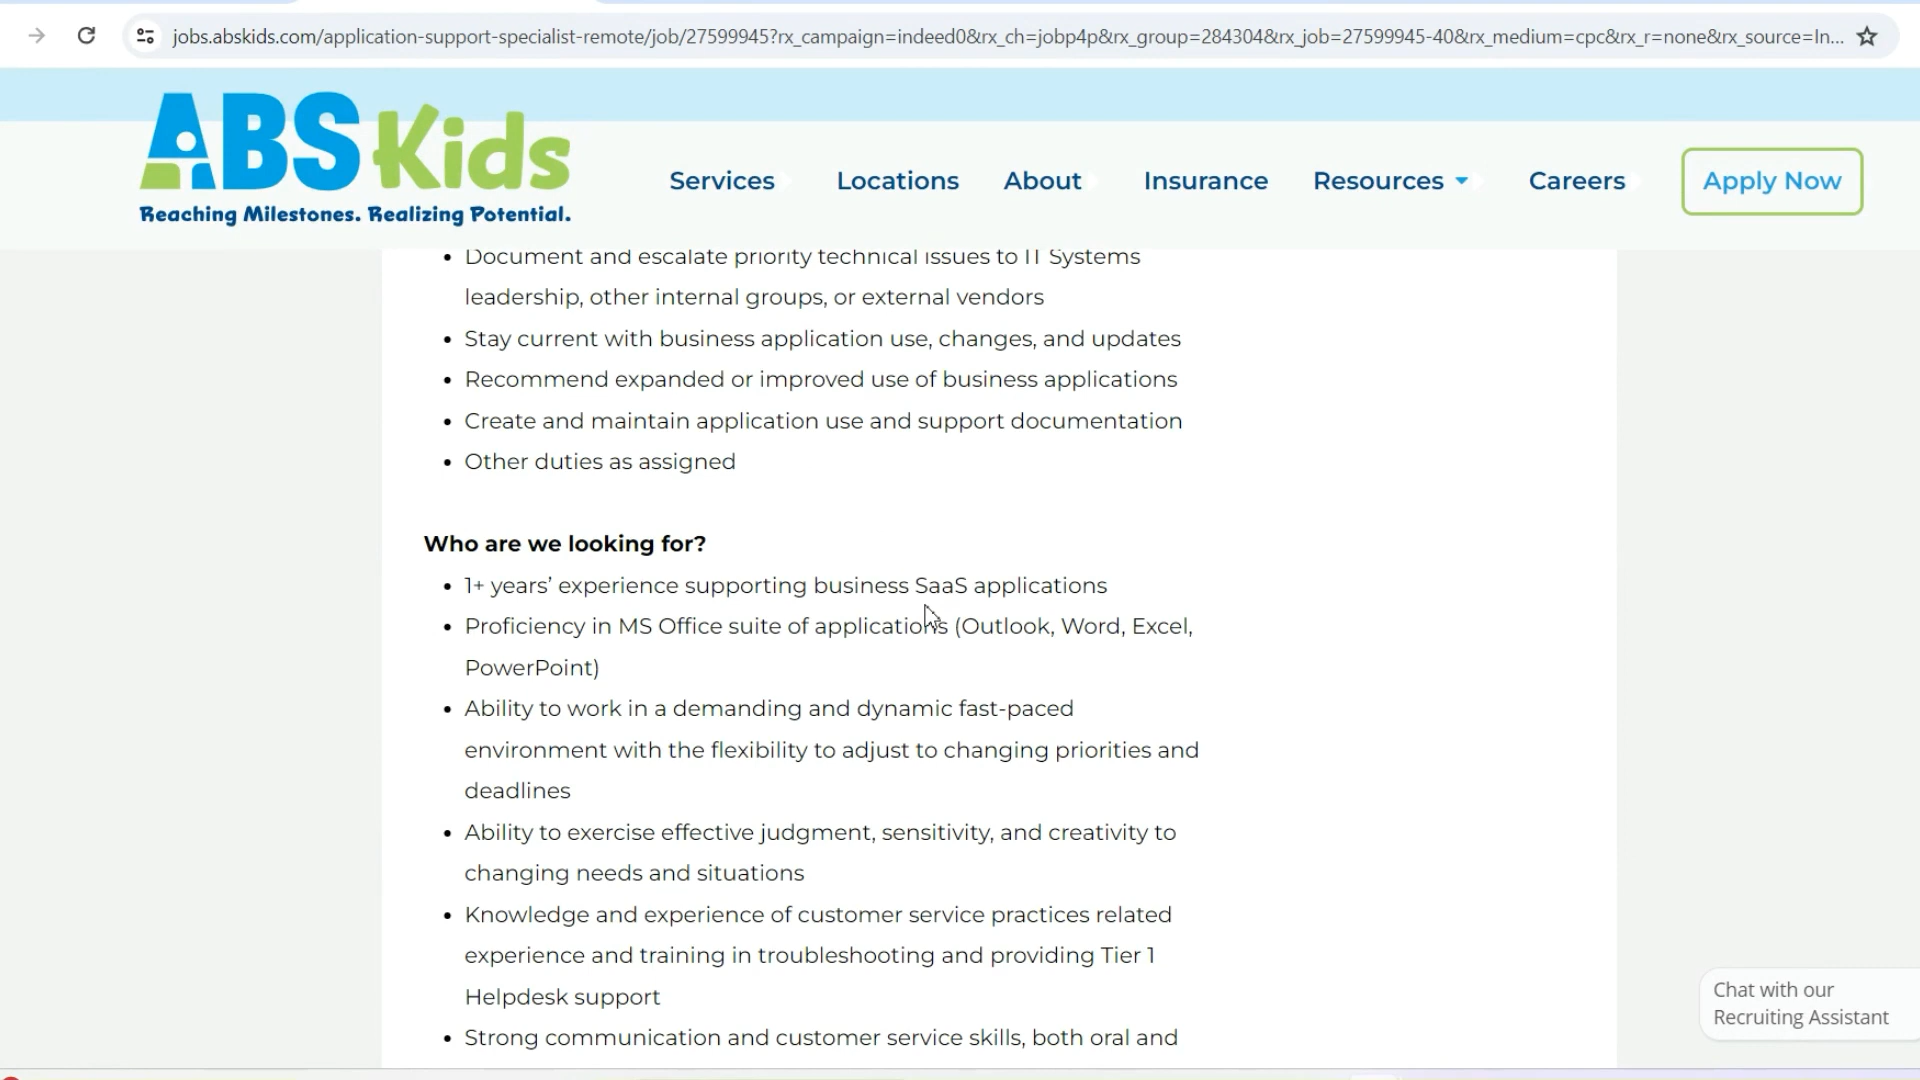 jobs.abskids.com/application-support-specialist-remote/job/27599945?rx_campaign=indeed0&rx_ch=jobp4p&rx_group=284304&rx_job=27599945-40&rx_medium=cpc&rx_r=none&rx_source=In...
ABS Kids
Reaching Milestones. Realizing Potential.
Services
Locations
About
Insurance
Resources
Careers
Apply Now
• Document and escalate priority technical issues to IT Systems
leadership, other internal groups, or external vendors
• Stay current with business application use, changes, and updates
• Recommend expanded or improved use of business applications
• Create and maintain application use and support documentation
• Other duties as assigned
Who are we looking for?
• 1+ years’ experience supporting business SaaS applications
• Proficiency in MS Office suite of applications (Outlook, Word, Excel,
PowerPoint)
• Ability to work in a demanding and dynamic fast-paced
environment with the flexibility to adjust to changing priorities and
deadlines
• Ability to exercise effective judgment, sensitivity, and creativity to
changing needs and situations
• Knowledge and experience of customer service practices related
experience and training in troubleshooting and providing Tier 1
Helpdesk support
• Strong communication and customer service skills, both oral and
Chat with our
Recruiting Assistant